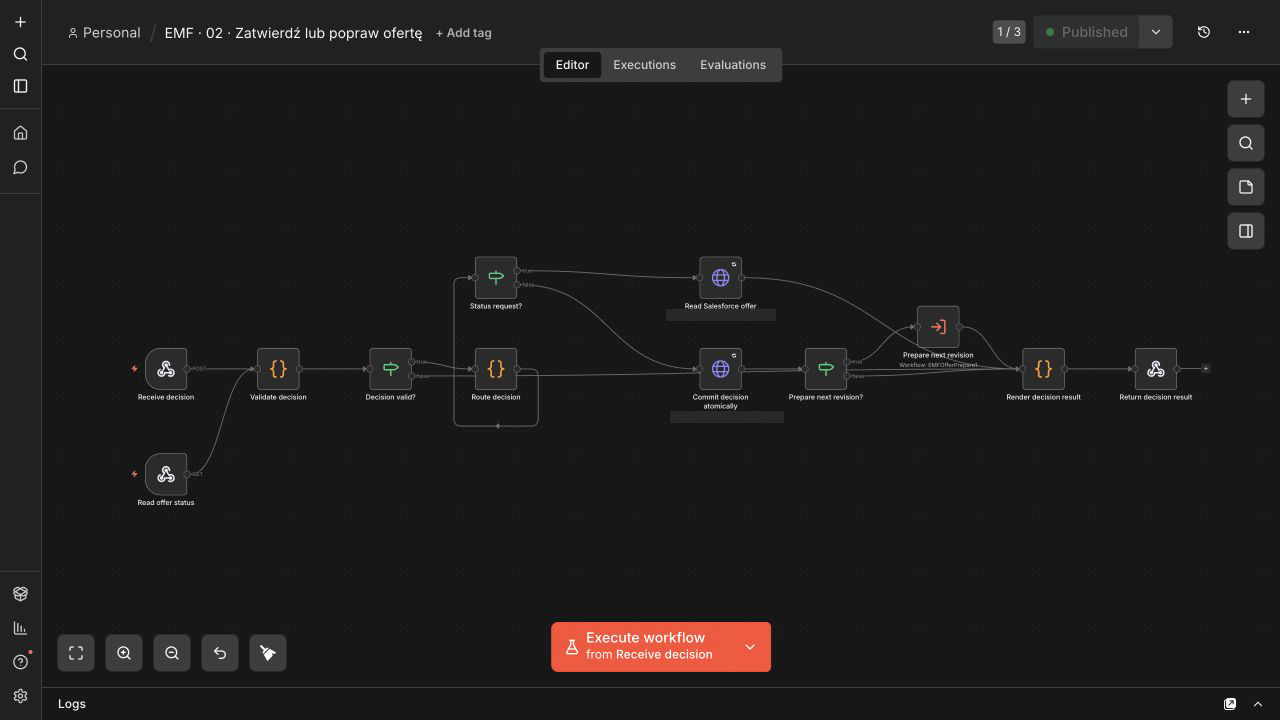 Personal / EMF · 02 · Zatwierdź lub popraw ofertę + Add tag
1 / 3
Published
Editor
Executions
Evaluations
Status request?
true
false
Read Salesforce offer
Receive decision
POST
Validate decision
Decision valid?
true
false
Route decision
Commit decision
atomically
Prepare next revision?
true
false
Prepare next revision
Workflow: EMFOfferPrepare1
Render decision result
Return decision result
Read offer status
GET
Execute workflow
from Receive decision
Logs